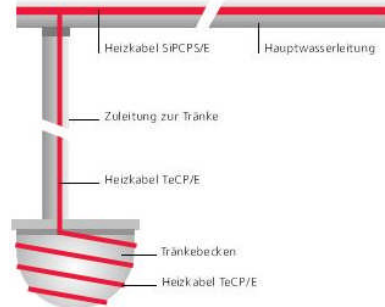 Heizkabel SiPCPS/E
Hauptwasserleitung
Zuleitung zur Tränke
Heizkabel TeCP/E
Tränkebecken
Heizkabel TeCP/E